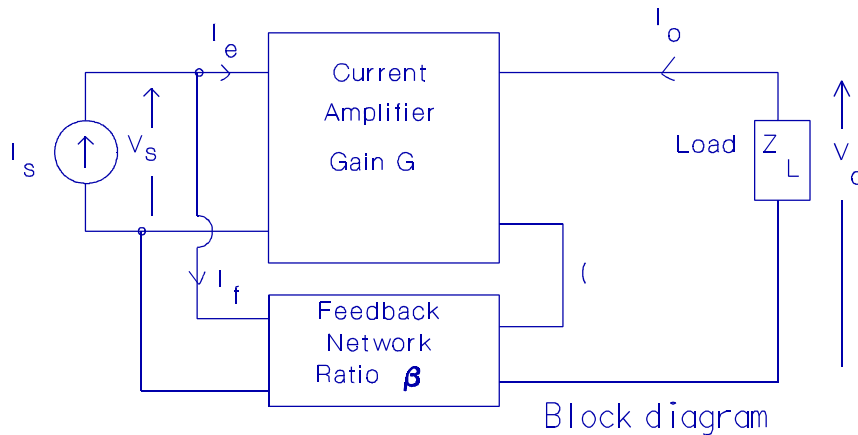 I e
I o
Current
Amplifier
Gain G
I s
V s
Load
Z L
V
I f
Feedback
Network
Ratio β
Block diagram